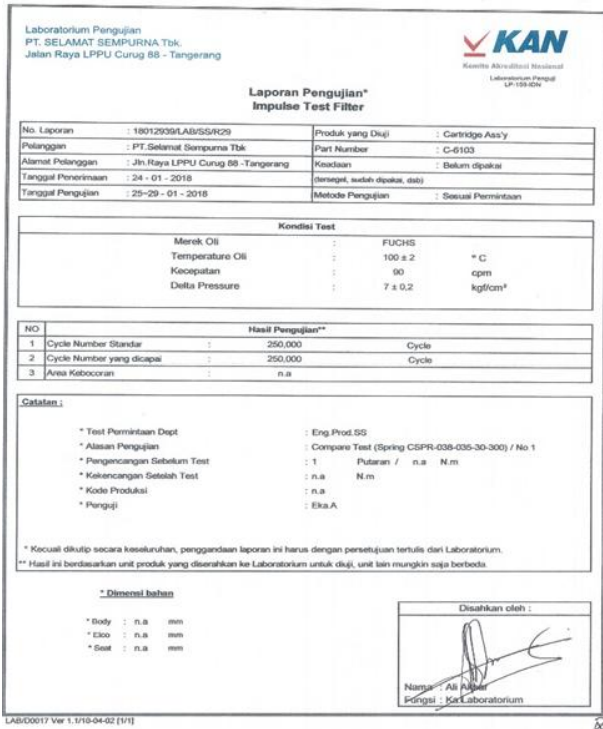 Laboratorium Pengujian
PT. SELAMAT SEMPURNA Tbk.
Jalan Raya LPPU Curug 88 - Tangerang
KAN
Komite Akreditasi Nasional
Laboratorium Penguji
LP-155-IDN
Laporan Pengujian*
Impulse Test Filter
No. Laporan : 18012939/LAB/SS/R29 Produk yang Diuji : Cartridge Ass'y
Pelanggan : PT.Selamat Sempurna Tbk Part Number : C-6103
Alamat Pelanggan : Jln.Raya LPPU Curug 88 -Tangerang Keadaan : Belum dipakai
Tanggal Penerimaan : 24 - 01 - 2018 (tersegel, sudah dipakai, dsb)
Tanggal Pengujian : 25-29 - 01 - 2018 Metode Pengujian : Sesuai Permintaan
Kondisi Test
Merek Oli : FUCHS
Temperature Oli : 100 ± 2 ° C
Kecepatan : 90 cpm
Delta Pressure : 7 ± 0,2 kgf/cm²
NO Hasil Pengujian**
1 Cycle Number Standar : 250,000 Cycle
2 Cycle Number yang dicapai : 250,000 Cycle
3 Area Kebocoran : n.a
Catatan :
* Test Permintaan Dept : Eng.Prod.SS
* Alasan Pengujian : Compare Test (Spring CSPR-038-035-30-300) / No 1
* Pengencangan Sebelum Test : 1 Putaran / n.a N.m
* Kekencangan Setelah Test : n.a N.m
* Kode Produksi : n.a
* Penguji : Eka.A
* Kecuali dikutip secara keseluruhan, penggandaan laporan ini harus dengan persetujuan tertulis dari Laboratorium.
** Hasil ini berdasarkan unit produk yang diserahkan ke Laboratorium untuk diuji, unit lain mungkin saja berbeda.
* Dimensi bahan
* Body : n.a mm
* Elco : n.a mm
* Seat : n.a mm
Disahkan oleh :
Nama : Ali Akbar
Fungsi : Ka.Laboratorium
LAB/D0017 Ver 1.1/10-04-02 [1/1]